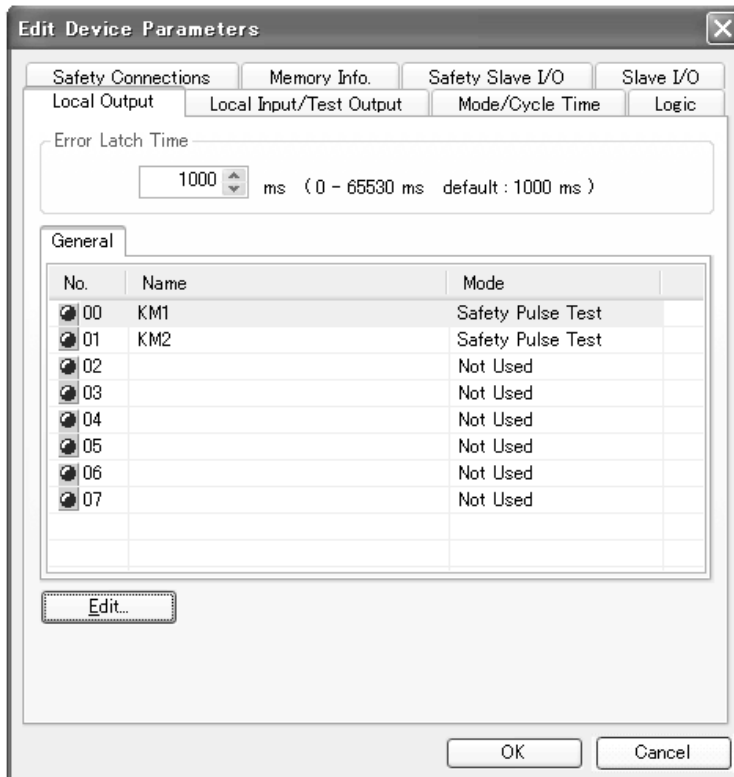 Edit Device Parameters
Safety Connections Memory Info. Safety Slave I/O Slave I/O
Local Output Local Input/Test Output Mode/Cycle Time Logic
Error Latch Time
1000 ms ( 0 - 65530 ms default : 1000 ms )
General
No. Name Mode
00 KM1 Safety Pulse Test
01 KM2 Safety Pulse Test
02 Not Used
03 Not Used
04 Not Used
05 Not Used
06 Not Used
07 Not Used
Edit...
OK Cancel